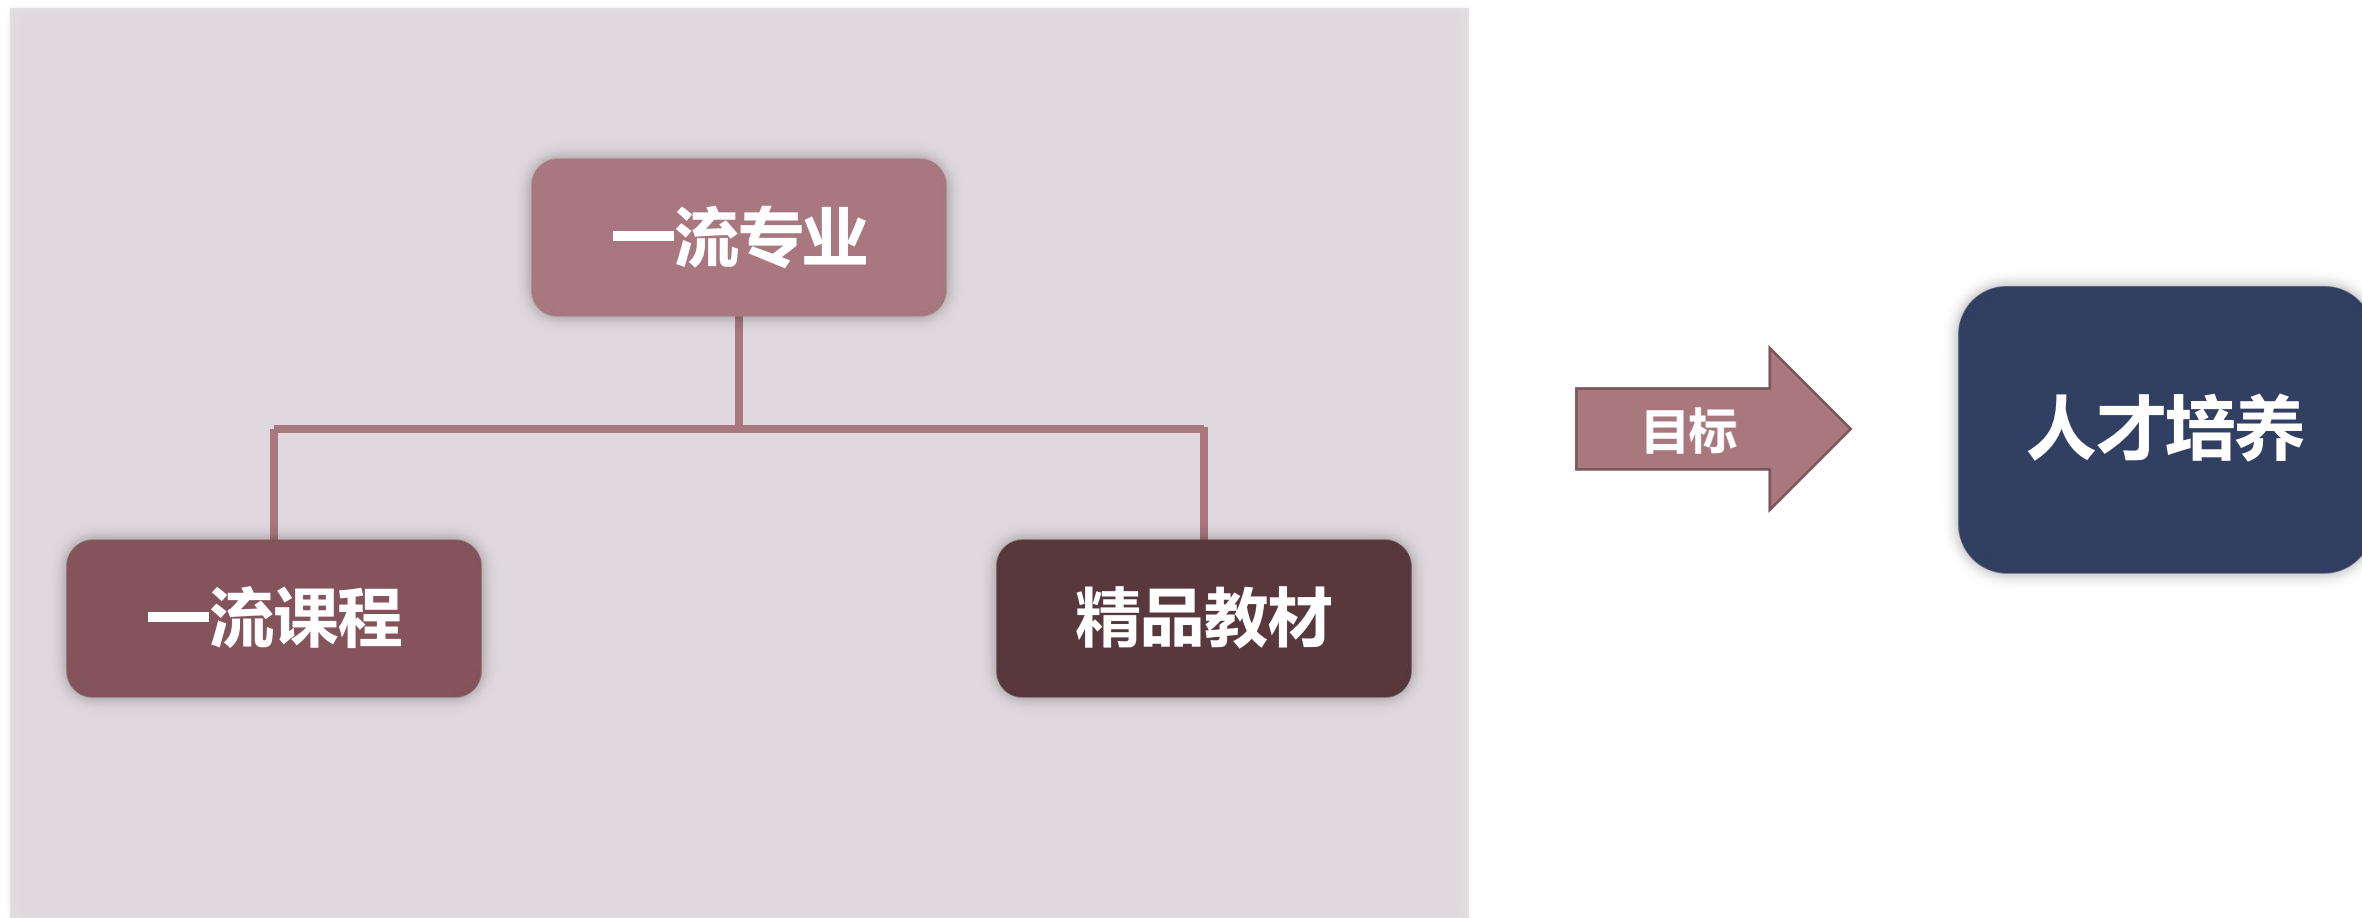 一流专业
一流课程
精品教材
目标
人才培养